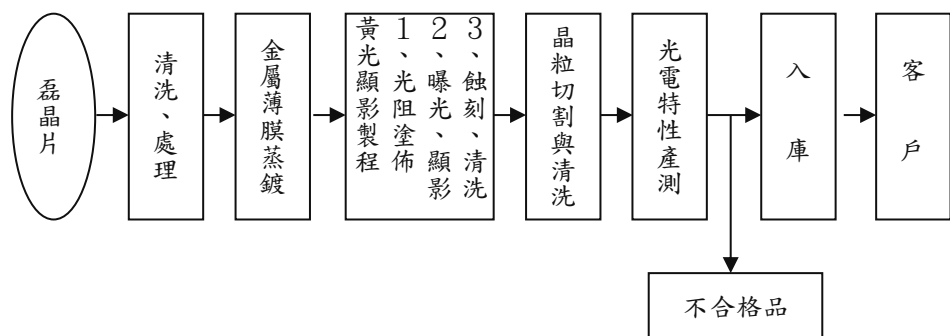 磊晶片
清洗、處理
金屬薄膜蒸鍍
黃光顯影製程
1、光阻塗佈
2、曝光、顯影
3、蝕刻、清洗
晶粒切割與清洗
光電特性產測
入庫
客戶
不合格品